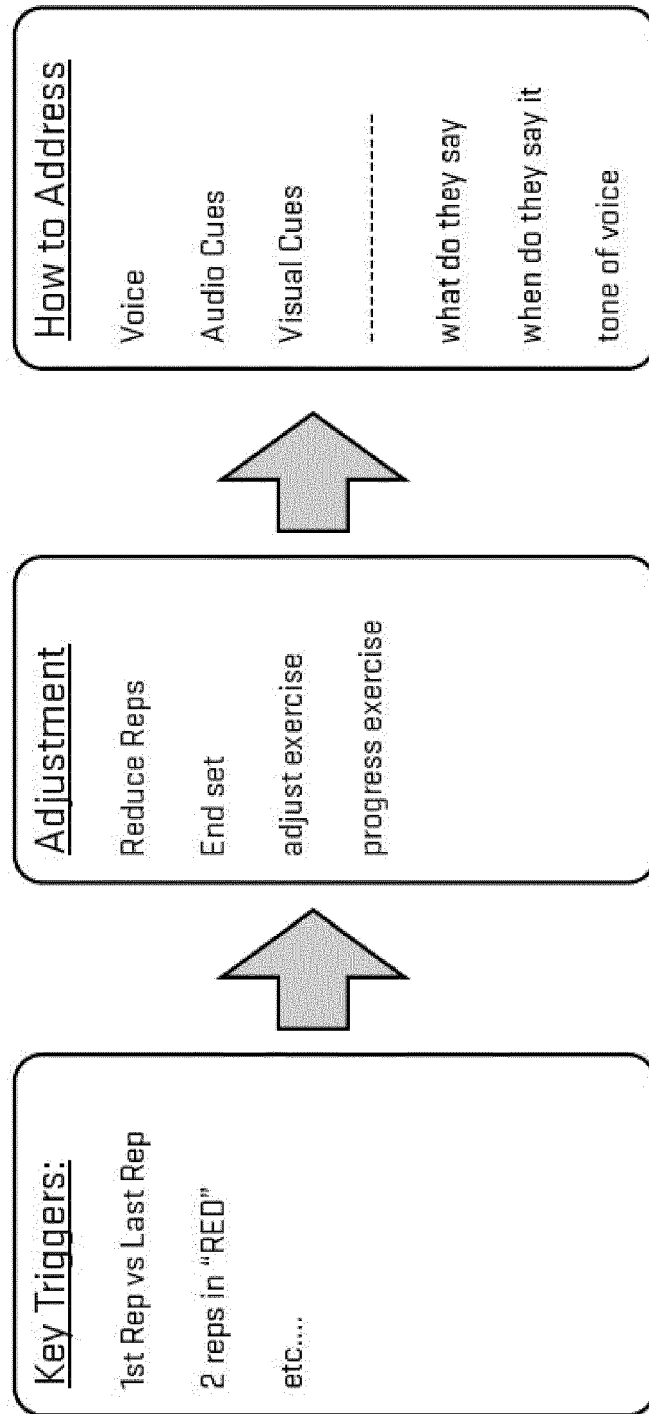 Key Triggers:
1st Rep vs Last Rep
2 reps in “RED”
etc....
Adjustment
Reduce Reps
End set
adjust exercise
progress exercise
How to Address
Voice
Audio Cues
Visual Cues
--------------------
what do they say
when do they say it
tone of voice